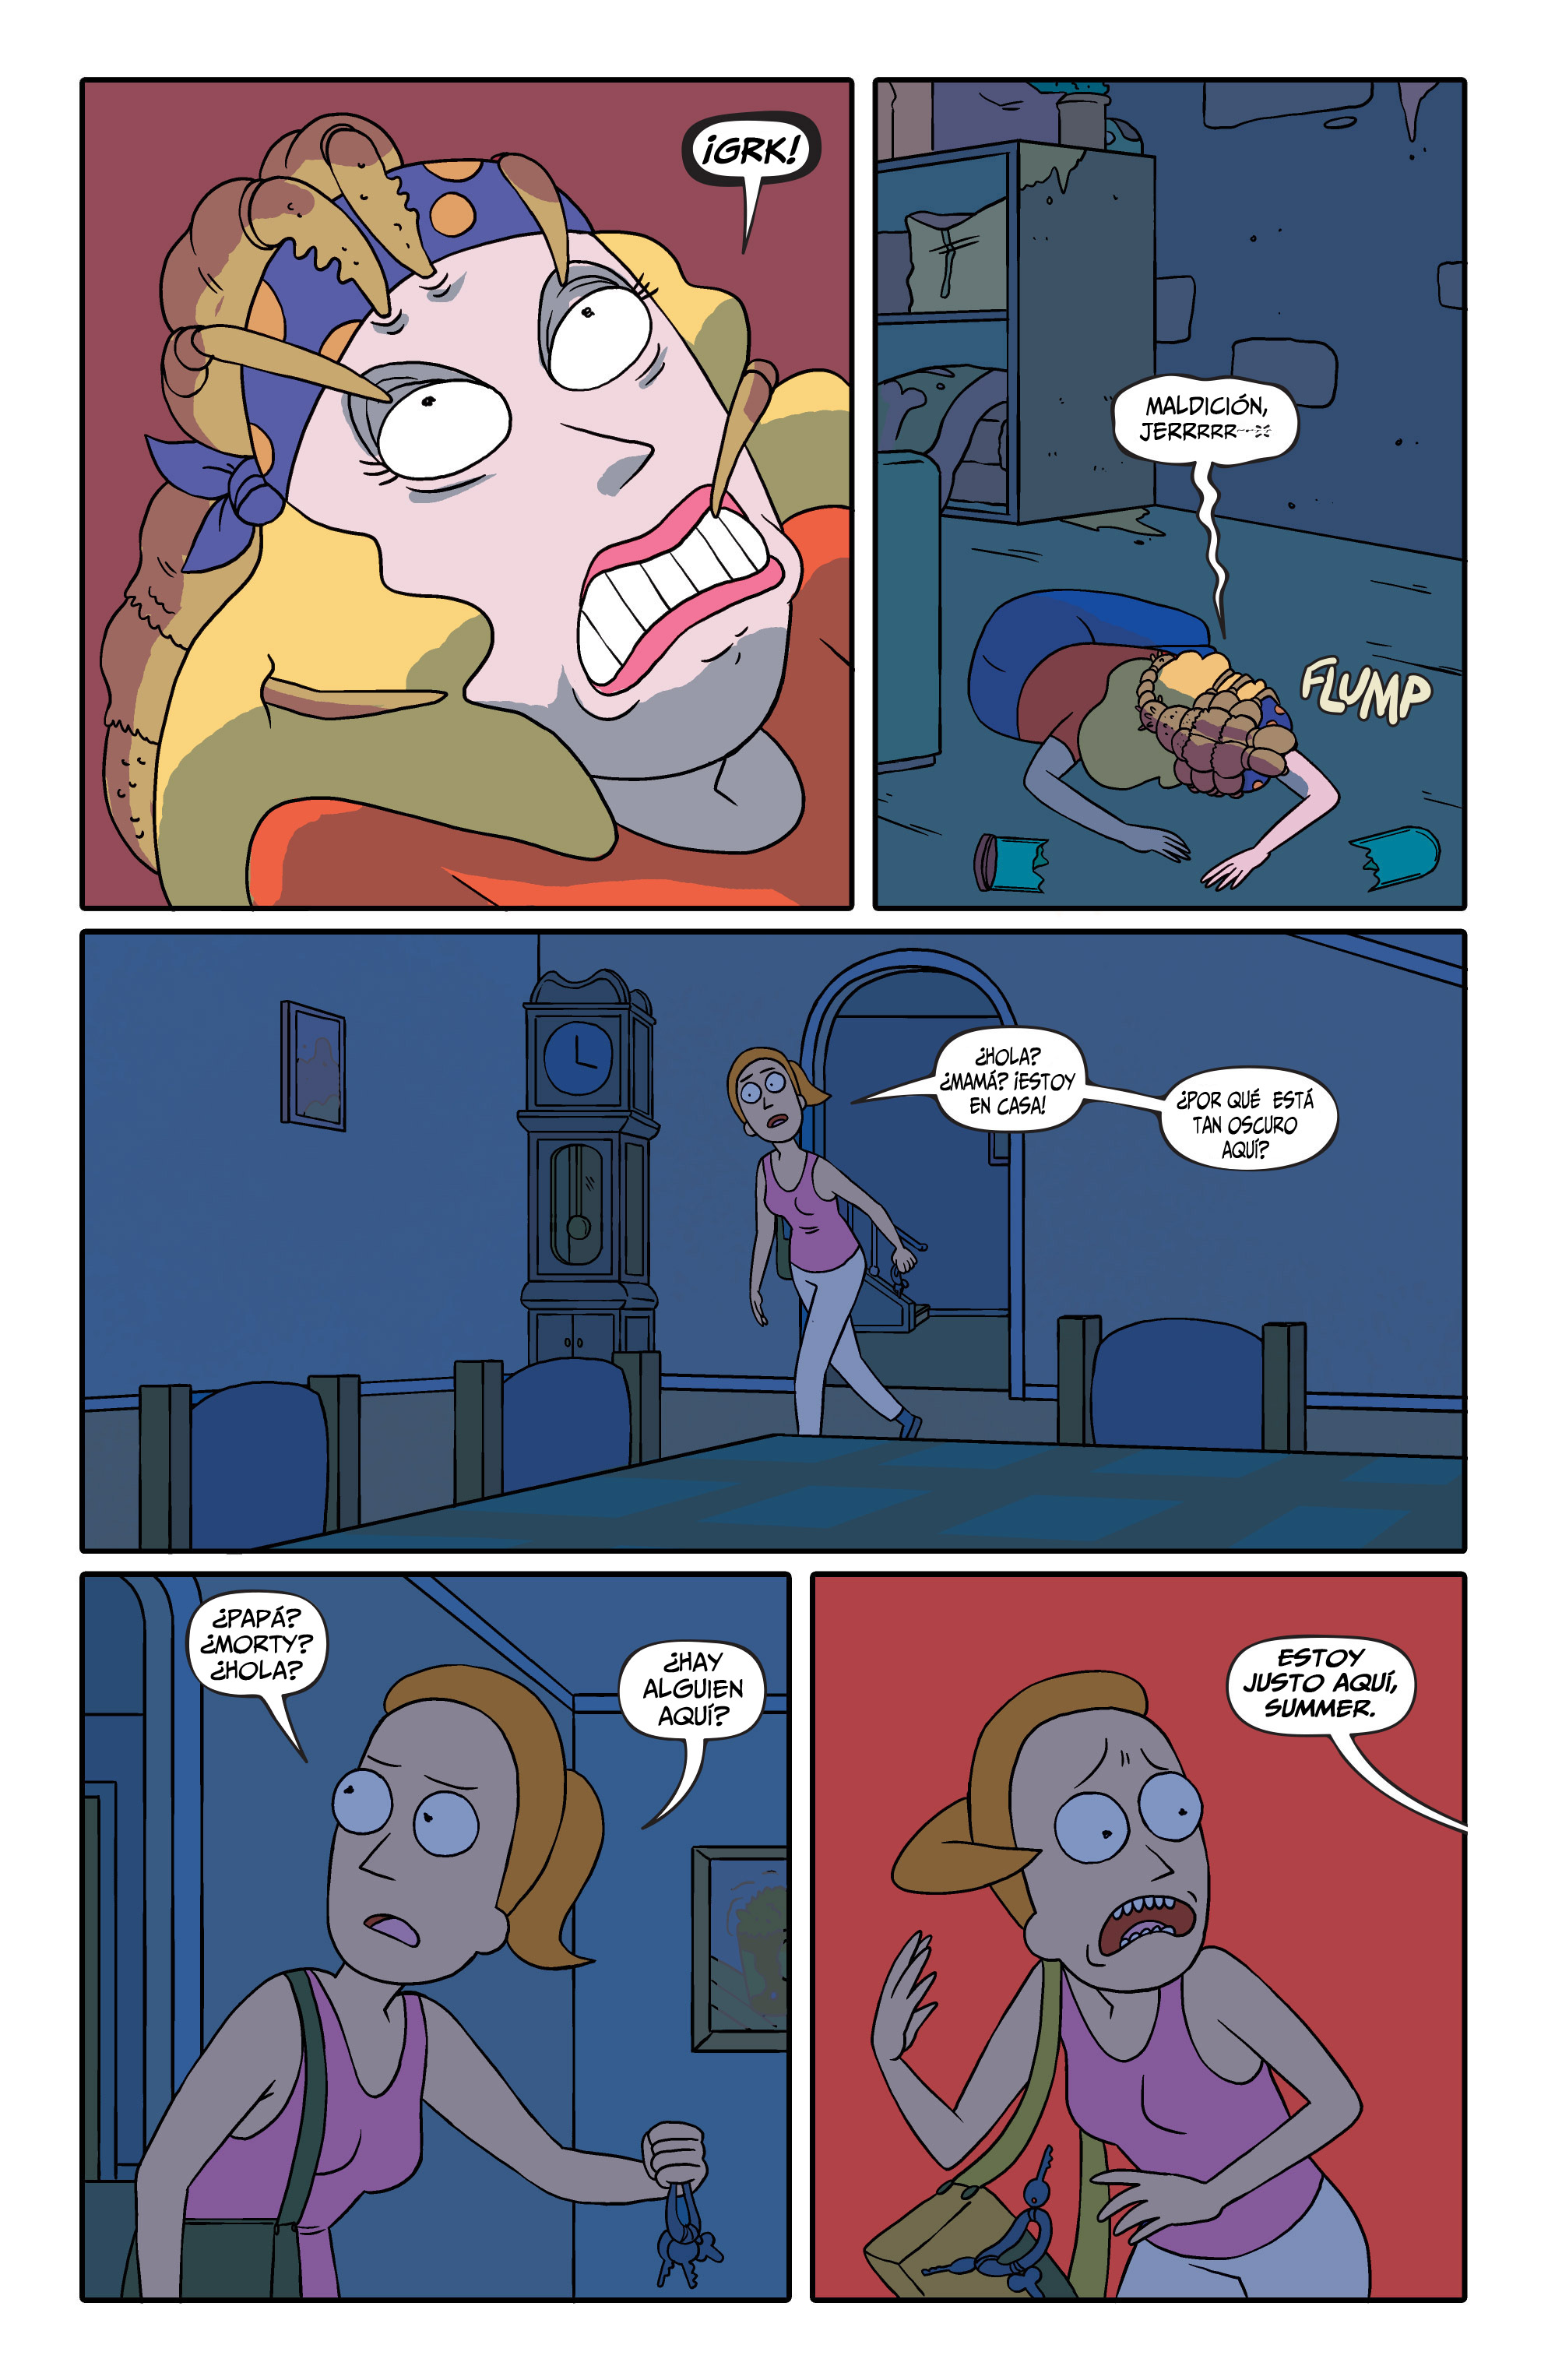 ¡GRK!
MALDICIÓN,
JERRRRR--
FLUMP
¿HOLA?
¿MAMÁ? ¡ESTOY
EN CASA!
¿POR QUÉ ESTÁ
TAN OSCURO
AQUÍ?
¿PAPÁ?
¿MORTY?
¿HOLA?
¿HAY
ALGUIEN
AQUÍ?
ESTOY
JUSTO AQUÍ,
SUMMER.